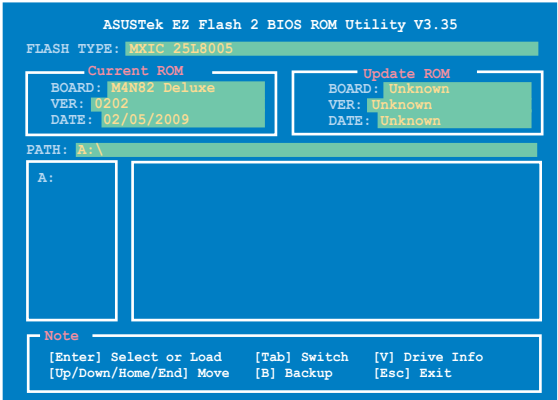 ASUSTek EZ Flash 2 BIOS ROM Utility V3.35
FLASH TYPE: MXIC 25L8005
Current ROM
BOARD: M4N82 Deluxe
VER: 0202
DATE: 02/05/2009
Update ROM
BOARD: Unknown
VER: Unknown
DATE: Unknown
PATH: A:\
A:
Note
[Enter] Select or Load [Tab] Switch [V] Drive Info
[Up/Down/Home/End] Move [B] Backup [Esc] Exit